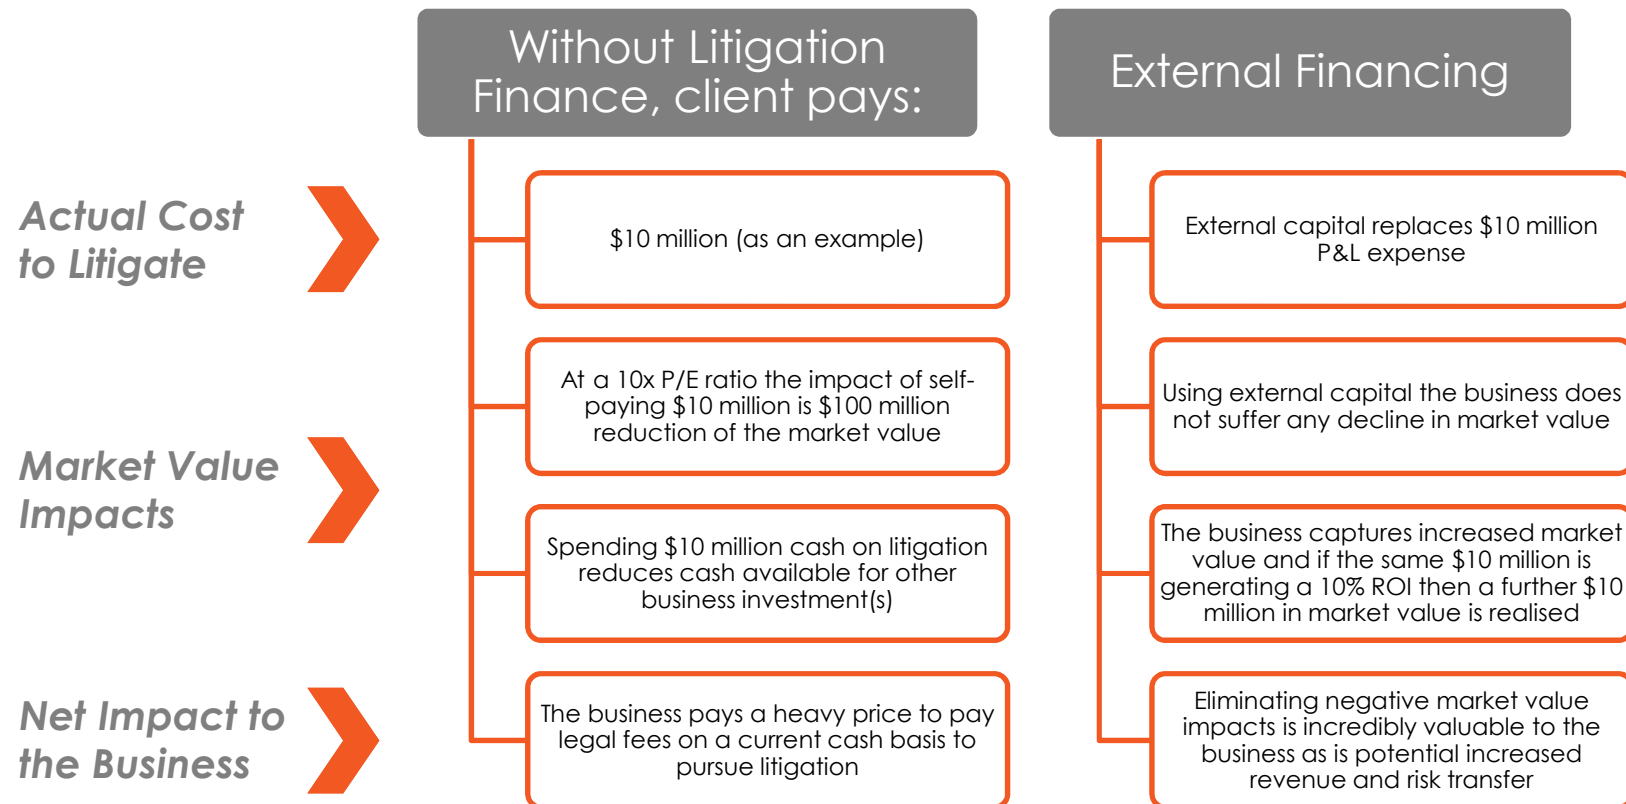 Without Litigation
Finance, client pays:
External Financing
Actual Cost
to Litigate
$10 million (as an example)
External capital replaces $10 million
P&L expense
Market Value
Impacts
At a 10x P/E ratio the impact of self-
paying $10 million is $100 million
reduction of the market value
Using external capital the business does
not suffer any decline in market value
Spending $10 million cash on litigation
reduces cash available for other
business investment(s)
The business captures increased market
value and if the same $10 million is
generating a 10% ROI then a further $10
million in market value is realised
Net Impact to
the Business
The business pays a heavy price to pay
legal fees on a current cash basis to
pursue litigation
Eliminating negative market value
impacts is incredibly valuable to the
business as is potential increased
revenue and risk transfer